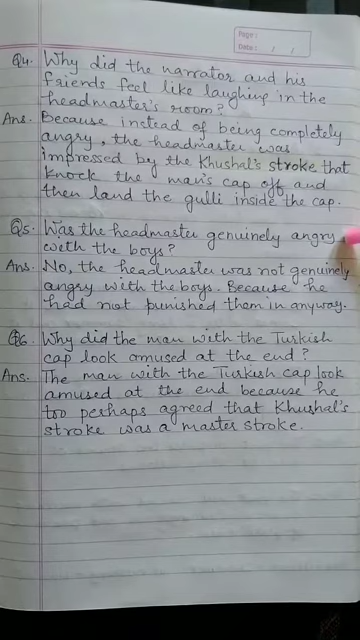 Page:
Date: / /
Q4. Why did the narrator and his
friends feel like laughing in the
headmaster's room?
Ans. Because instead of being completely
angry, the headmaster was
impressed by the Khushal's stroke that
knock the man's cap off and
then land the gulli inside the cap.
Q5. Was the headmaster genuinely angry
with the boys?
Ans. No, the headmaster was not genuinely
angry with the boys. Because he
had not punished them in anyway.
Q6. Why did the man with the Turkish
cap look amused at the end?
Ans. The man with the Turkish cap look
amused at the end because he
too perhaps agreed that Khushal's
stroke was a master stroke.